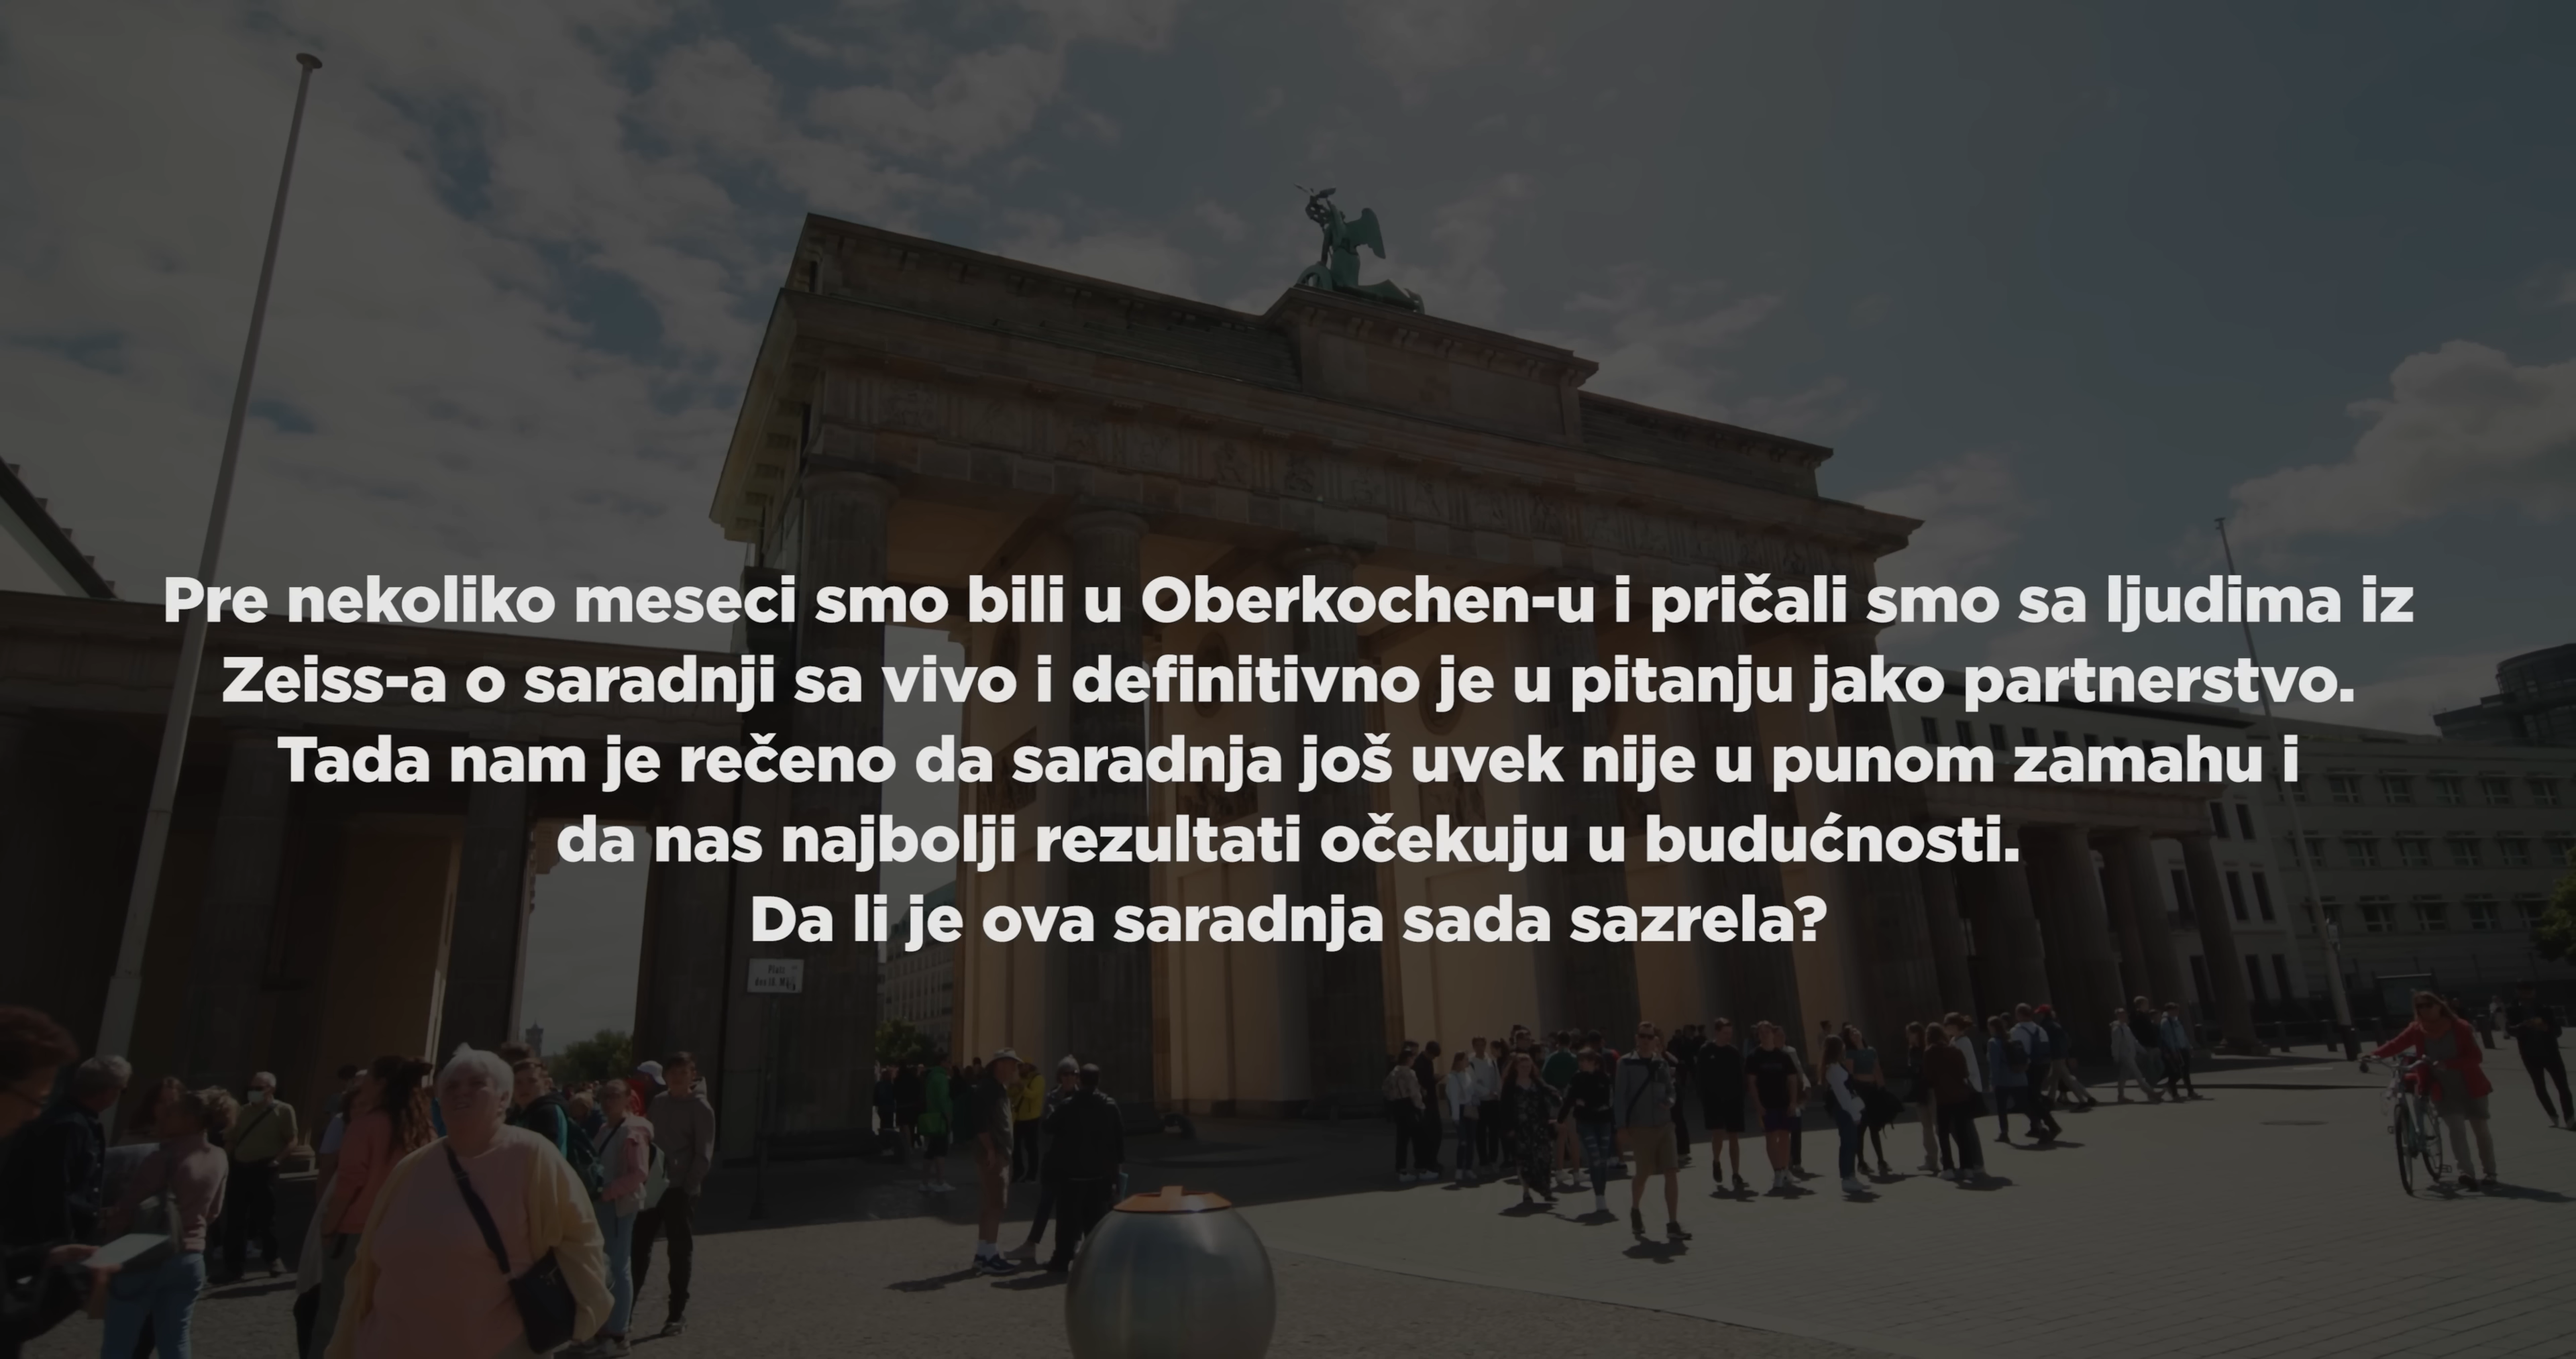 Pre nekoliko meseci smo bili u Oberkochen-u i pričali smo sa ljudima iz
Zeiss-a o saradnji sa vivo i definitivno je u pitanju jako partnerstvo.
Tada nam je rečeno da saradnja još uvek nije u punom zamahu i
da nas najbolji rezultati očekuju u budućnosti.
Da li je ova saradnja sada sazrela?
Platz